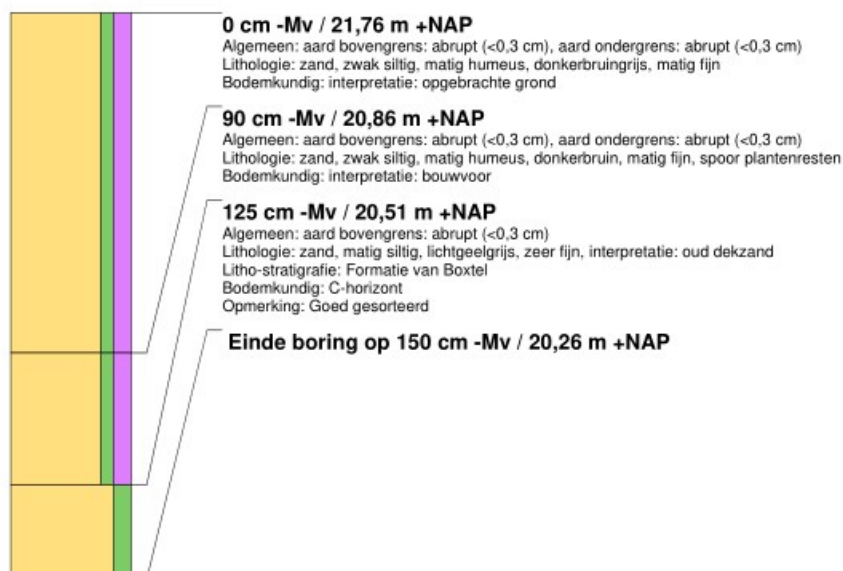 0 cm -Mv / 21,76 m +NAP
Algemeen: aard bovengrens: abrupt (<0,3 cm), aard ondergrens: abrupt (<0,3 cm)
Lithologie: zand, zwak siltig, matig humeus, donkerbruingrijs, matig fijn
Bodemkundig: interpretatie: opgebrachte grond
90 cm -Mv / 20,86 m +NAP
Algemeen: aard bovengrens: abrupt (<0,3 cm), aard ondergrens: abrupt (<0,3 cm)
Lithologie: zand, zwak siltig, matig humeus, donkerbruin, matig fijn, spoor plantenresten
Bodemkundig: interpretatie: bouwvoor
125 cm -Mv / 20,51 m +NAP
Algemeen: aard bovengrens: abrupt (<0,3 cm)
Lithologie: zand, matig siltig, lichtgeelgrijs, zeer fijn, interpretatie: oud dekzand
Litho-stratigrafie: Formatie van Boxtel
Bodemkundig: C-horizont
Opmerking: Goed gesorteerd
Einde boring op 150 cm -Mv / 20,26 m +NAP